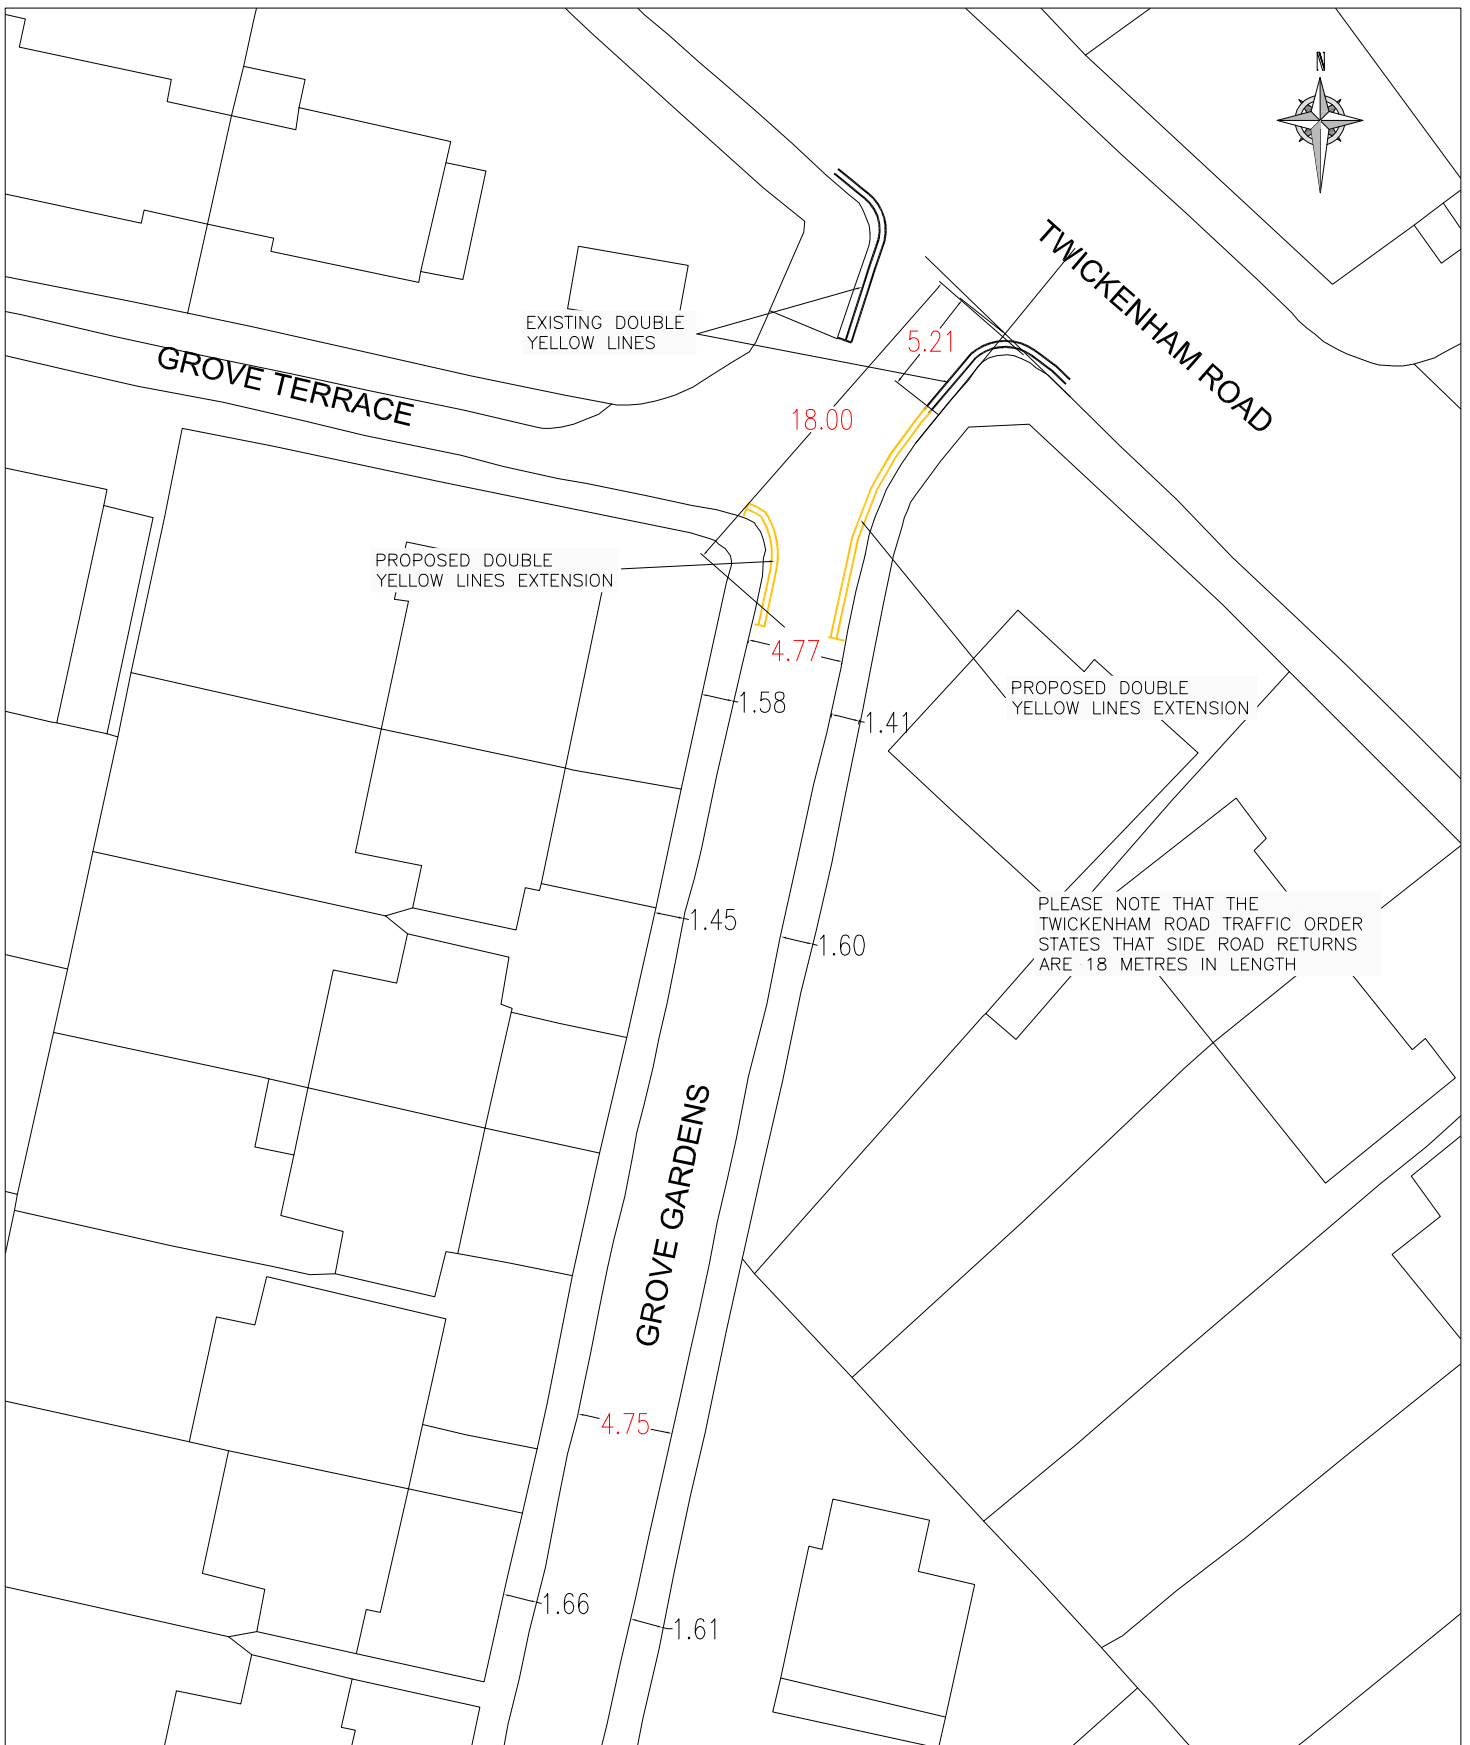 N
TWICKENHAM ROAD
EXISTING DOUBLE
YELLOW LINES
5.21
GROVE TERRACE
18.00
PROPOSED DOUBLE
YELLOW LINES EXTENSION
4.77
1.58
1.41
PROPOSED DOUBLE
YELLOW LINES EXTENSION
1.45
1.60
PLEASE NOTE THAT THE
TWICKENHAM ROAD TRAFFIC ORDER
STATES THAT SIDE ROAD RETURNS
ARE 18 METRES IN LENGTH
GROVE GARDENS
4.75
1.66
1.61